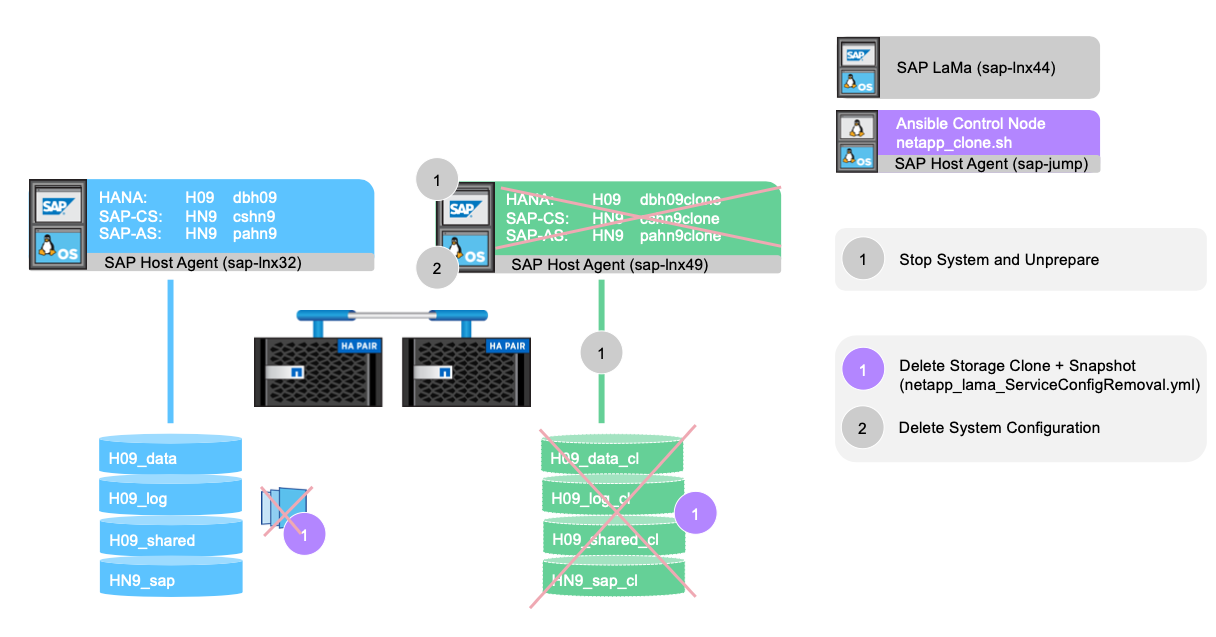 SAP
OS
SAP LaMa (sap-lnx44)
OS
Ansible Control Node
netapp_clone.sh
SAP Host Agent (sap-jump)
SAP
OS
HANA: H09 dbh09
SAP-CS: HN9 cshn9
SAP-AS: HN9 pahn9
SAP Host Agent (sap-lnx32)
1
2
SAP
OS
HANA: H09 dbh09clone
SAP-CS: HN9 cshn9clone
SAP-AS: HN9 pahn9clone
SAP Host Agent (sap-lnx49)
1 Stop System and Unprepare
HA PAIR
HA PAIR
1
1 Delete Storage Clone + Snapshot
(netapp_lama_ServiceConfigRemoval.yml)
2 Delete System Configuration
H09_data
H09_log
H09_shared
HN9_sap
1
H09_data_cl
H09_log_cl
H09_shared_cl
HN9_sap_cl
1